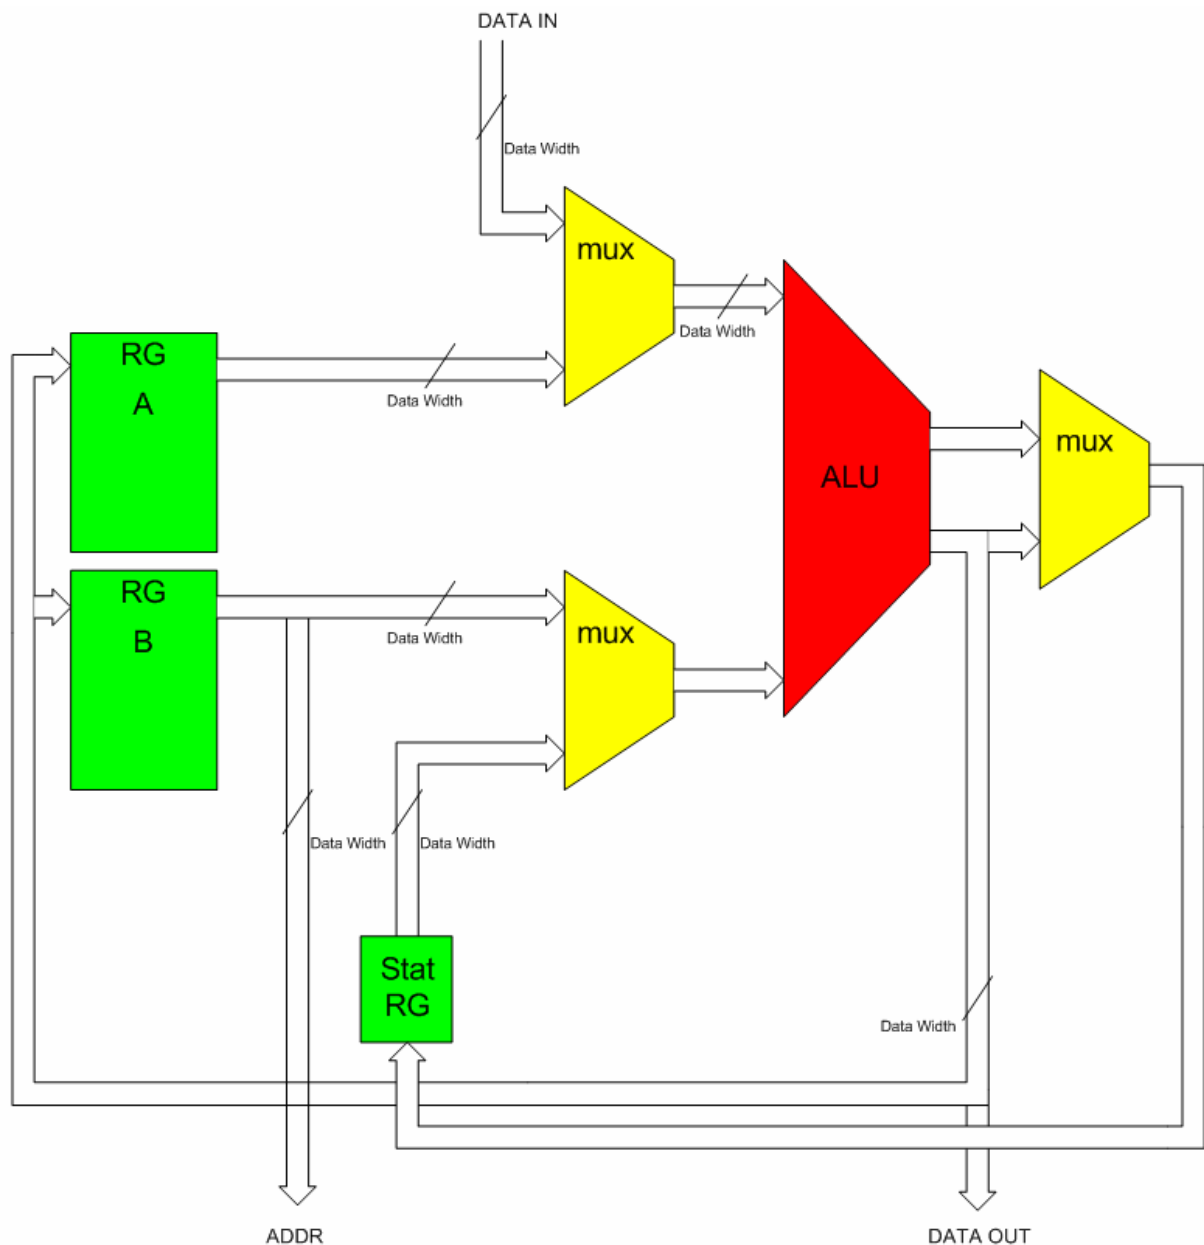 DATA IN
Data Width
mux
Data Width
RG
A
Data Width
mux
ALU
RG
B
Data Width
mux
Data Width
Data Width
Stat
RG
Data Width
ADDR
DATA OUT